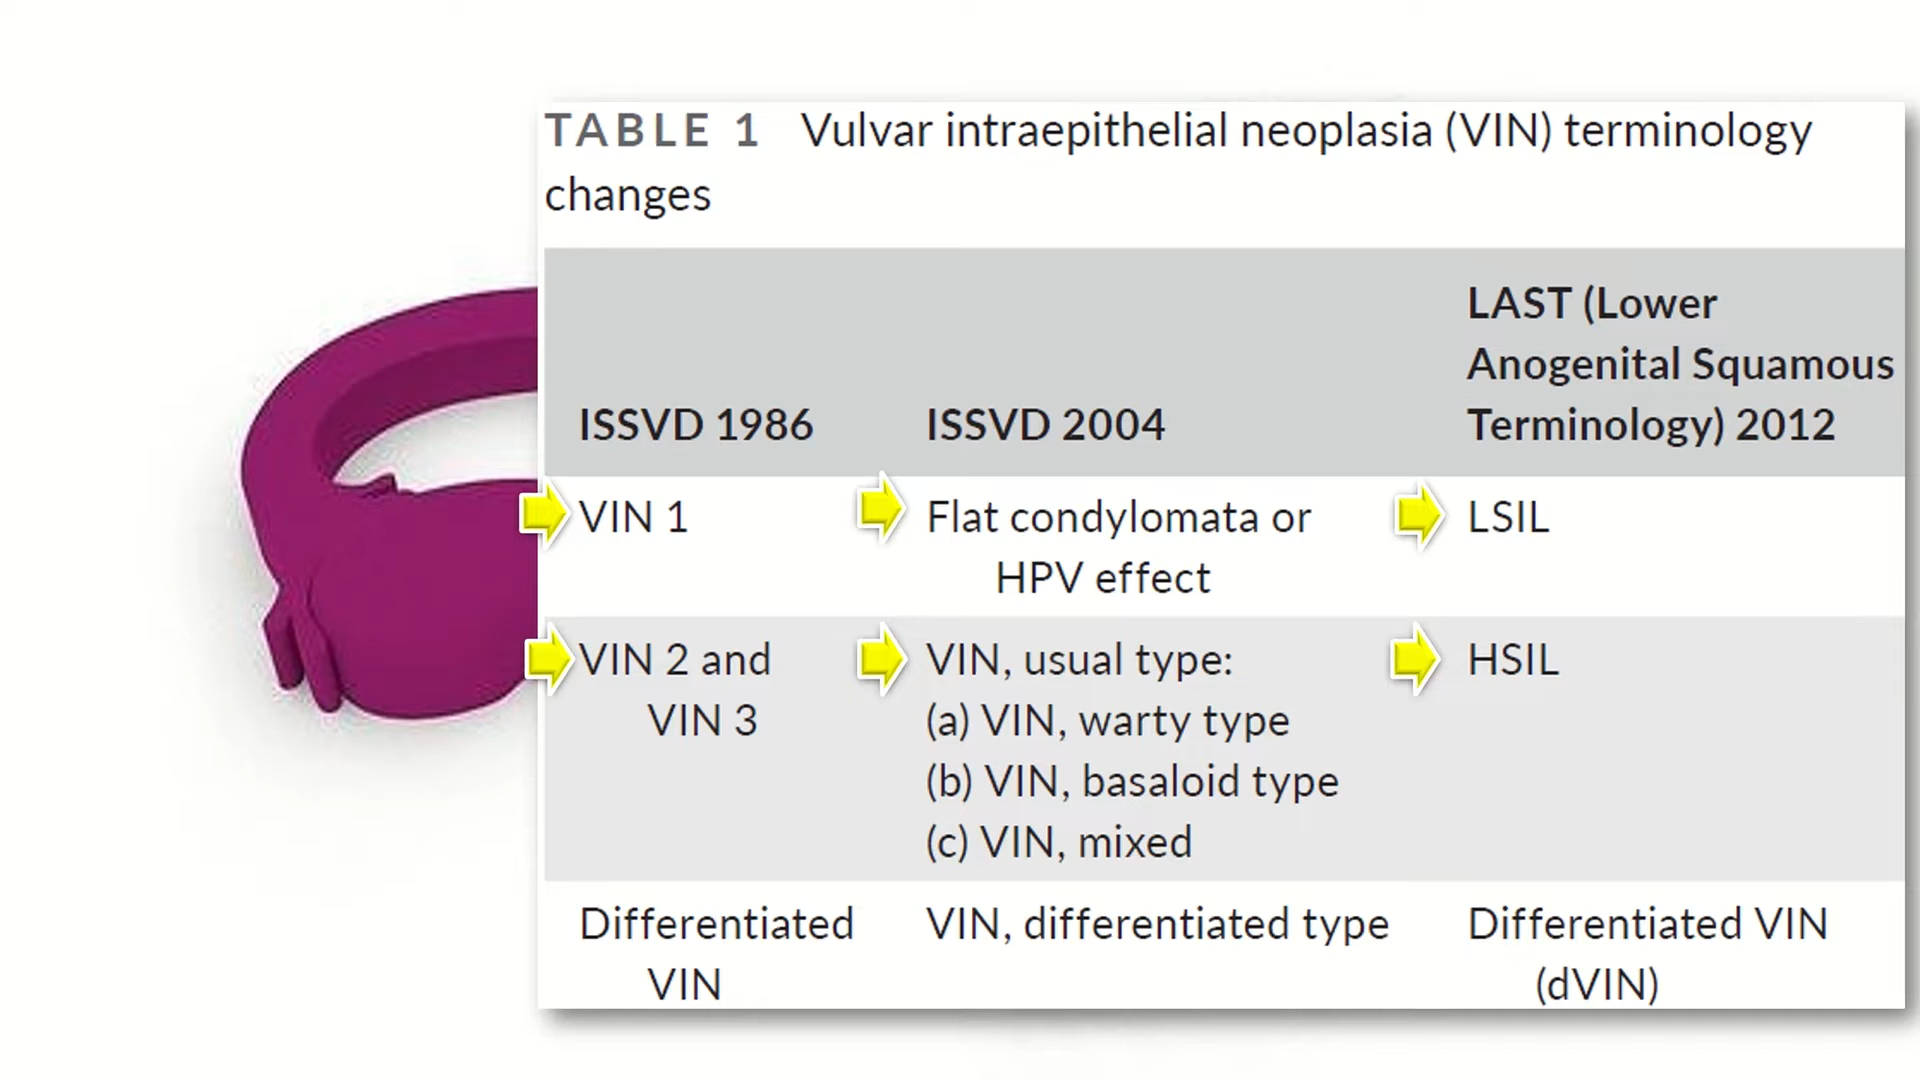 TABLE 1 Vulvar intraepithelial neoplasia (VIN) terminology
changes
LAST (Lower
Anogenital Squamous
ISSVD 1986 ISSVD 2004 Terminology) 2012
VIN 1 Flat condylomata or LSIL
HPV effect
VIN 2 and VIN, usual type: HSIL
VIN 3 (a) VIN, warty type
(b) VIN, basaloid type
(c) VIN, mixed
Differentiated VIN, differentiated type Differentiated VIN
VIN (dVIN)